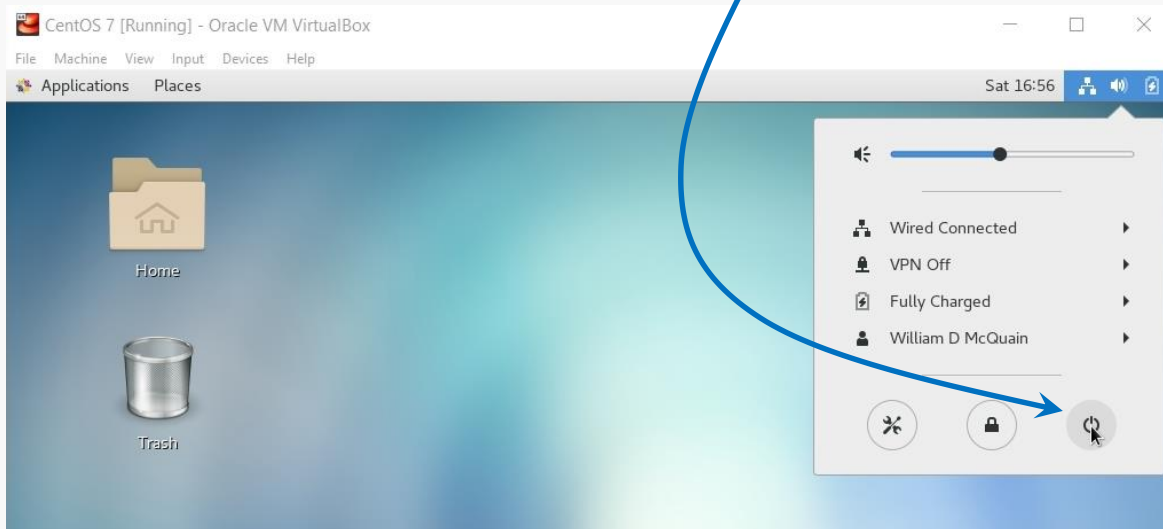 CentOS 7 [Running] - Oracle VM VirtualBox
File Machine View Input Devices Help
Applications Places Sat 16:56
Home
Trash
Wired Connected
VPN Off
Fully Charged
William D McQuain